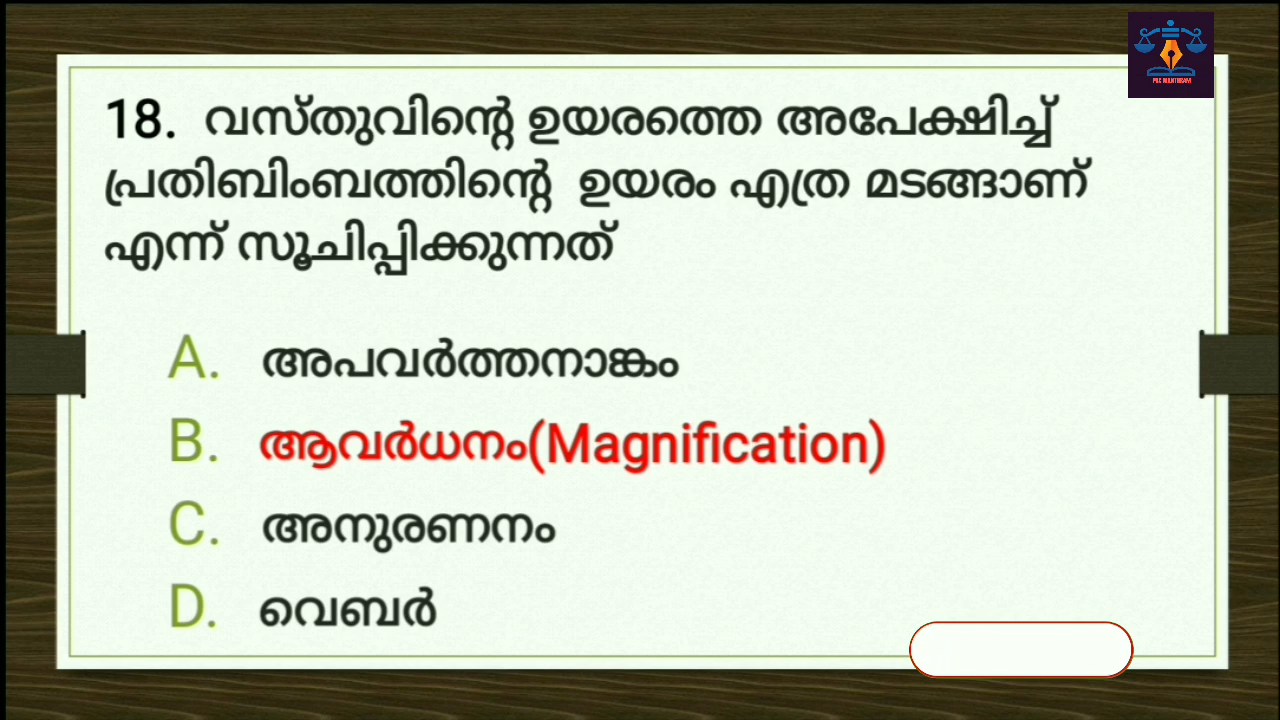 18. വസ്തുവിന്റെ ഉയരത്തെ അപേക്ഷിച്ച്
പ്രതിബിംബത്തിന്റെ ഉയരം എത്ര മടങ്ങാണ്
എന്ന് സൂചിപ്പിക്കുന്നത്
A. അപവർത്തനാങ്കം
B. ആവർധനം(Magnification)
C. അനുരണനം
D. വെബർ